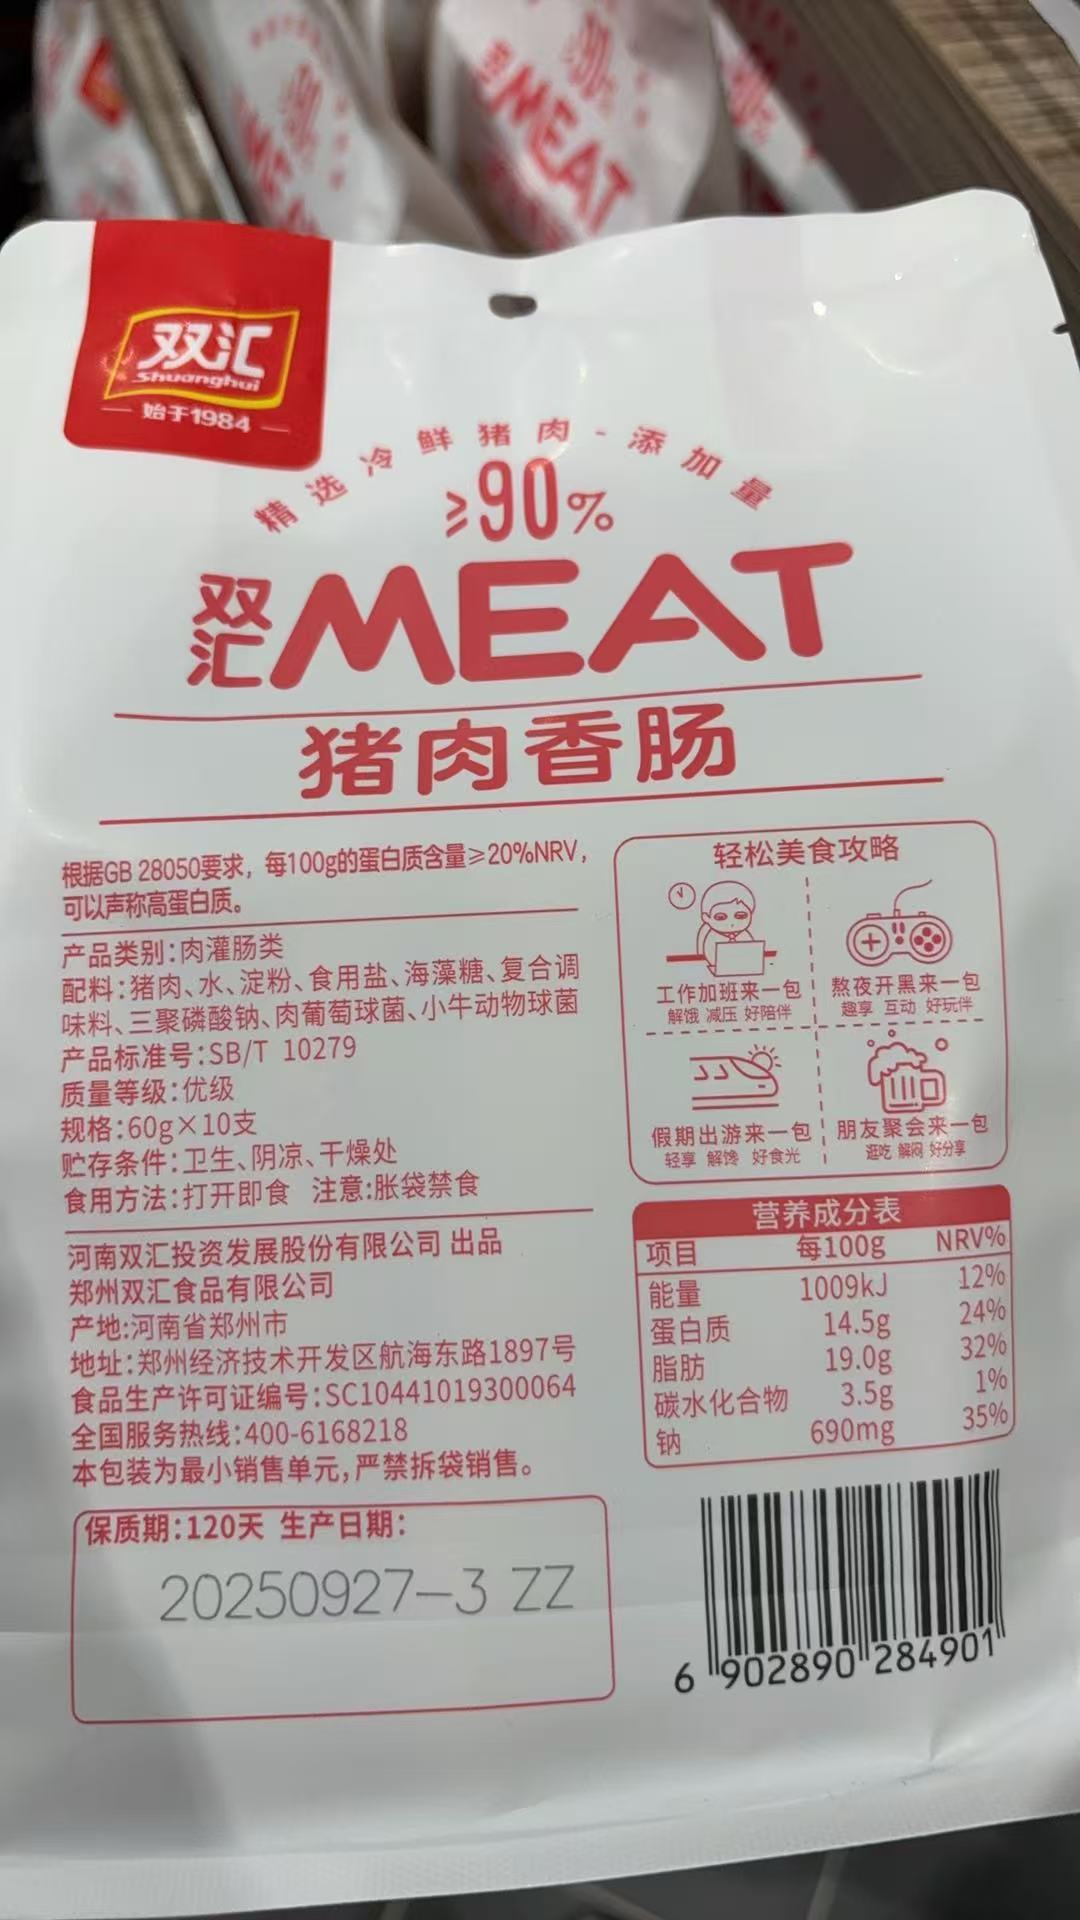 MEAT
双汇
Shuanghui
始于1984
精选冷鲜猪肉-添加量
≥90%
双汇MEAT
猪肉香肠
根据GB 28050要求，每100g的蛋白质含量≥20%NRV，
可以声称高蛋白质。
产品类别:肉灌肠类
配料:猪肉、水、淀粉、食用盐、海藻糖、复合调
味料、三聚磷酸钠、肉葡萄球菌、小牛动物球菌
产品标准号:SB/T 10279
质量等级:优级
规格:60g×10支
贮存条件:卫生、阴凉、干燥处
食用方法:打开即食 注意:胀袋禁食
河南双汇投资发展股份有限公司 出品
郑州双汇食品有限公司
产地:河南省郑州市
地址:郑州经济技术开发区航海东路1897号
食品生产许可证编号:SC10441019300064
全国服务热线:400-6168218
本包装为最小销售单元,严禁拆袋销售。
保质期:120天 生产日期:
20250927-3 ZZ
轻松美食攻略
工作加班来一包
解饿 减压 好陪伴
熬夜开黑来一包
趣享 互动 好玩伴
假期出游来一包
轻享 解馋 好食光
朋友聚会来一包
逛吃 解闷 好分享
营养成分表
项目 每100g NRV%
能量 1009kJ 12%
蛋白质 14.5g 24%
脂肪 19.0g 32%
碳水化合物 3.5g 1%
钠 690mg 35%
6 902890 284901